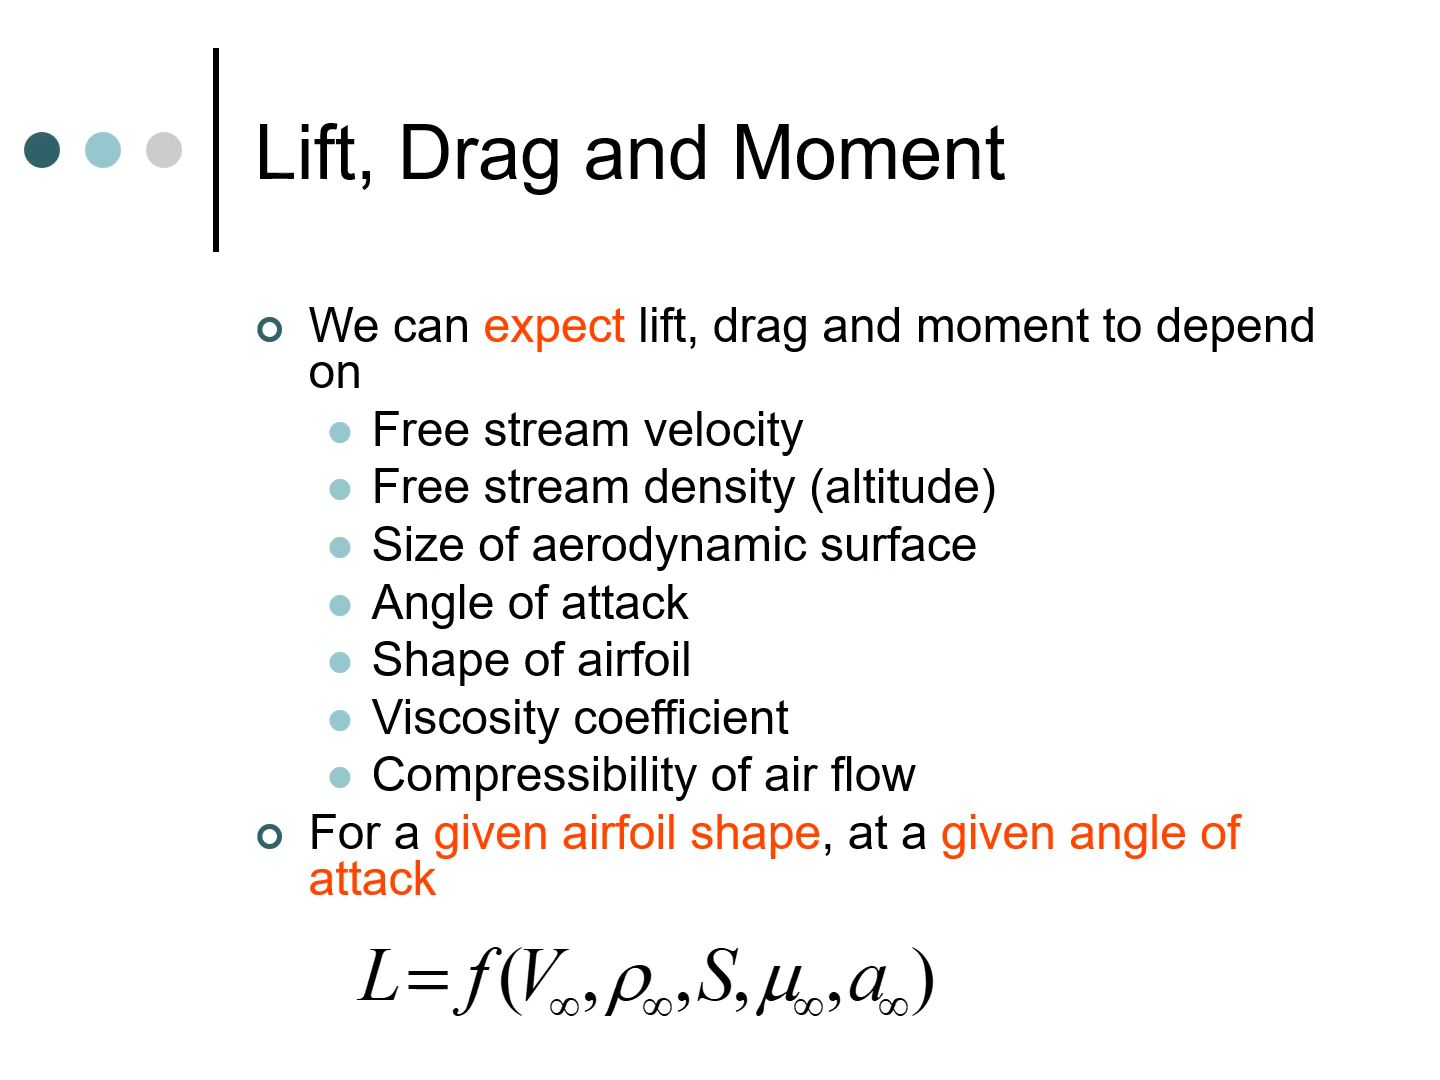 Lift, Drag and Moment
We can expect lift, drag and moment to depend
on
Free stream velocity
Free stream density (altitude)
Size of aerodynamic surface
Angle of attack
Shape of airfoil
Viscosity coefficient
Compressibility of air flow
For a given airfoil shape, at a given angle of
attack
L = f(V∞, ρ∞, S, μ∞, a∞)